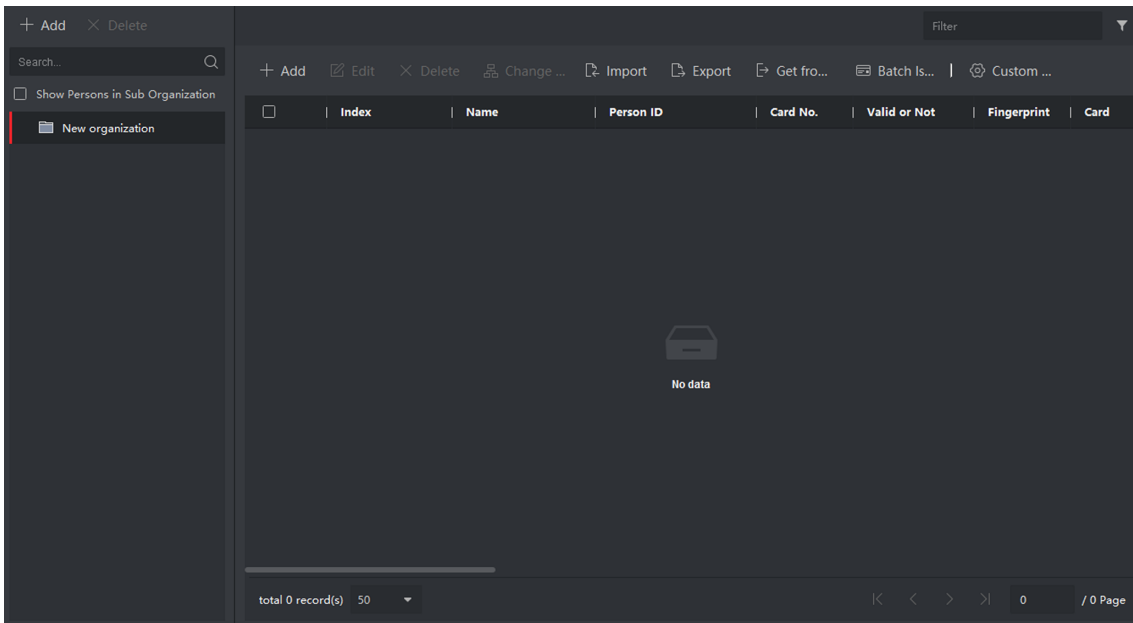 Add Delete
Filter
Search...
Add Edit Delete Change ... Import Export Get fro... Batch Is... Custom ...
Show Persons in Sub Organization
Index Name Person ID Card No. Valid or Not Fingerprint Card
New organization
No data
total 0 record(s) 50 0 / 0 Page